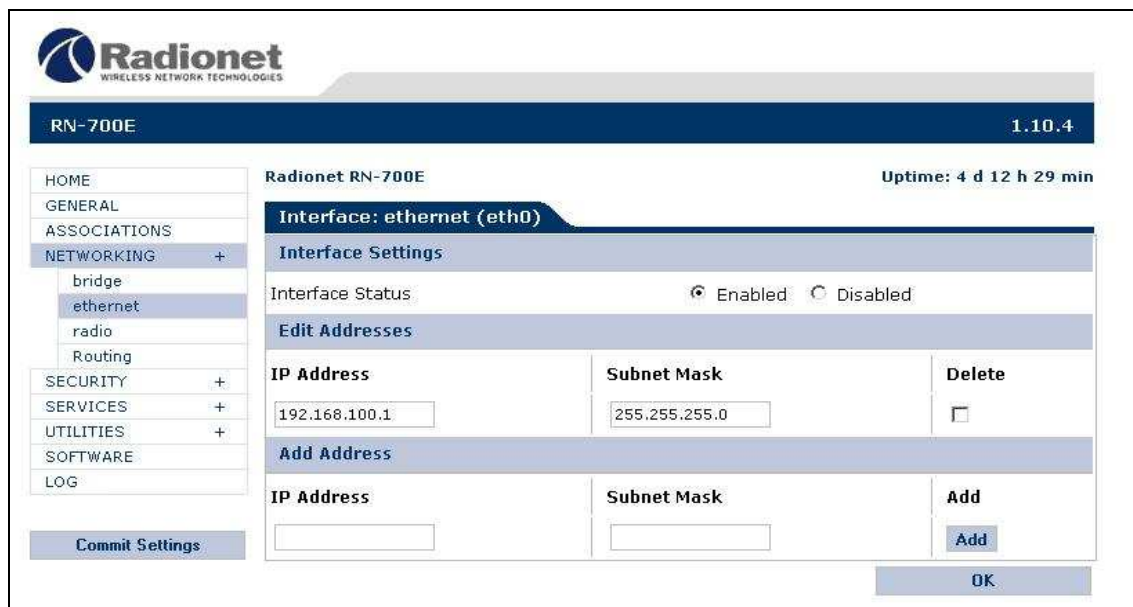 Radionet
WIRELESS NETWORK TECHNOLOGIES
RN-700E 1.10.4
HOME
GENERAL
ASSOCIATIONS
NETWORKING +
bridge
ethernet
radio
Routing
SECURITY +
SERVICES +
UTILITIES +
SOFTWARE
LOG
Commit Settings
Radionet RN-700E Uptime: 4 d 12 h 29 min
Interface: ethernet (eth0)
Interface Settings
Interface Status Enabled Disabled
Edit Addresses
IP Address Subnet Mask Delete
192.168.100.1 255.255.255.0
Add Address
IP Address Subnet Mask Add
Add
OK